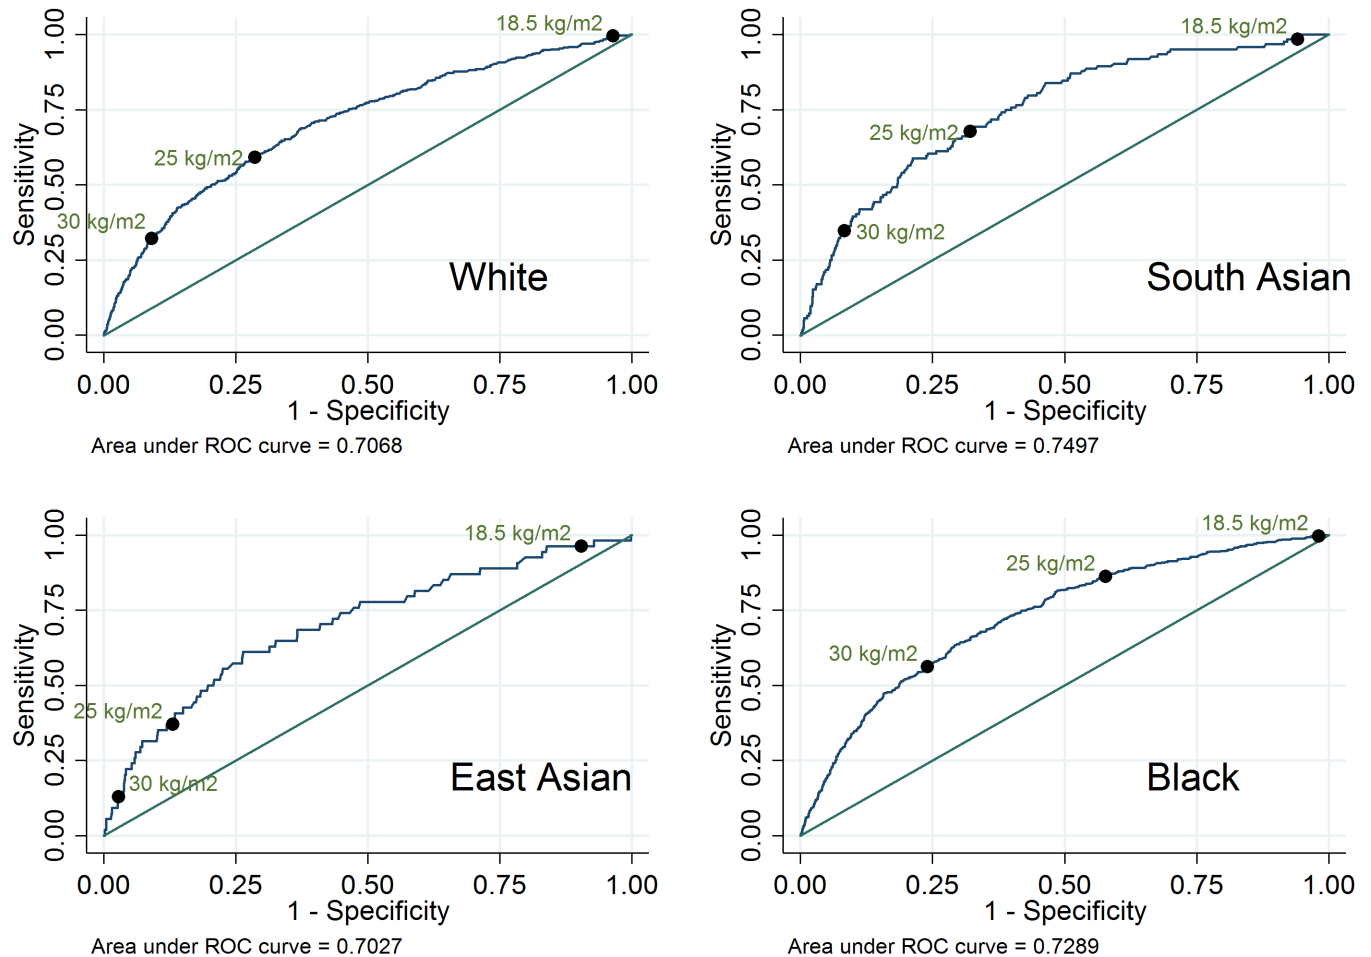 18.5 kg/m2
25 kg/m2
30 kg/m2
White
Sensitivity
0.00 0.25 0.50 0.75 1.00
0.00 0.25 0.50 0.75 1.00
1 - Specificity
Area under ROC curve = 0.7068
18.5 kg/m2
25 kg/m2
30 kg/m2
South Asian
Sensitivity
0.00 0.25 0.50 0.75 1.00
0.00 0.25 0.50 0.75 1.00
1 - Specificity
Area under ROC curve = 0.7497
18.5 kg/m2
25 kg/m2
30 kg/m2
East Asian
Sensitivity
0.00 0.25 0.50 0.75 1.00
0.00 0.25 0.50 0.75 1.00
1 - Specificity
Area under ROC curve = 0.7027
18.5 kg/m2
25 kg/m2
30 kg/m2
Black
Sensitivity
0.00 0.25 0.50 0.75 1.00
0.00 0.25 0.50 0.75 1.00
1 - Specificity
Area under ROC curve = 0.7289